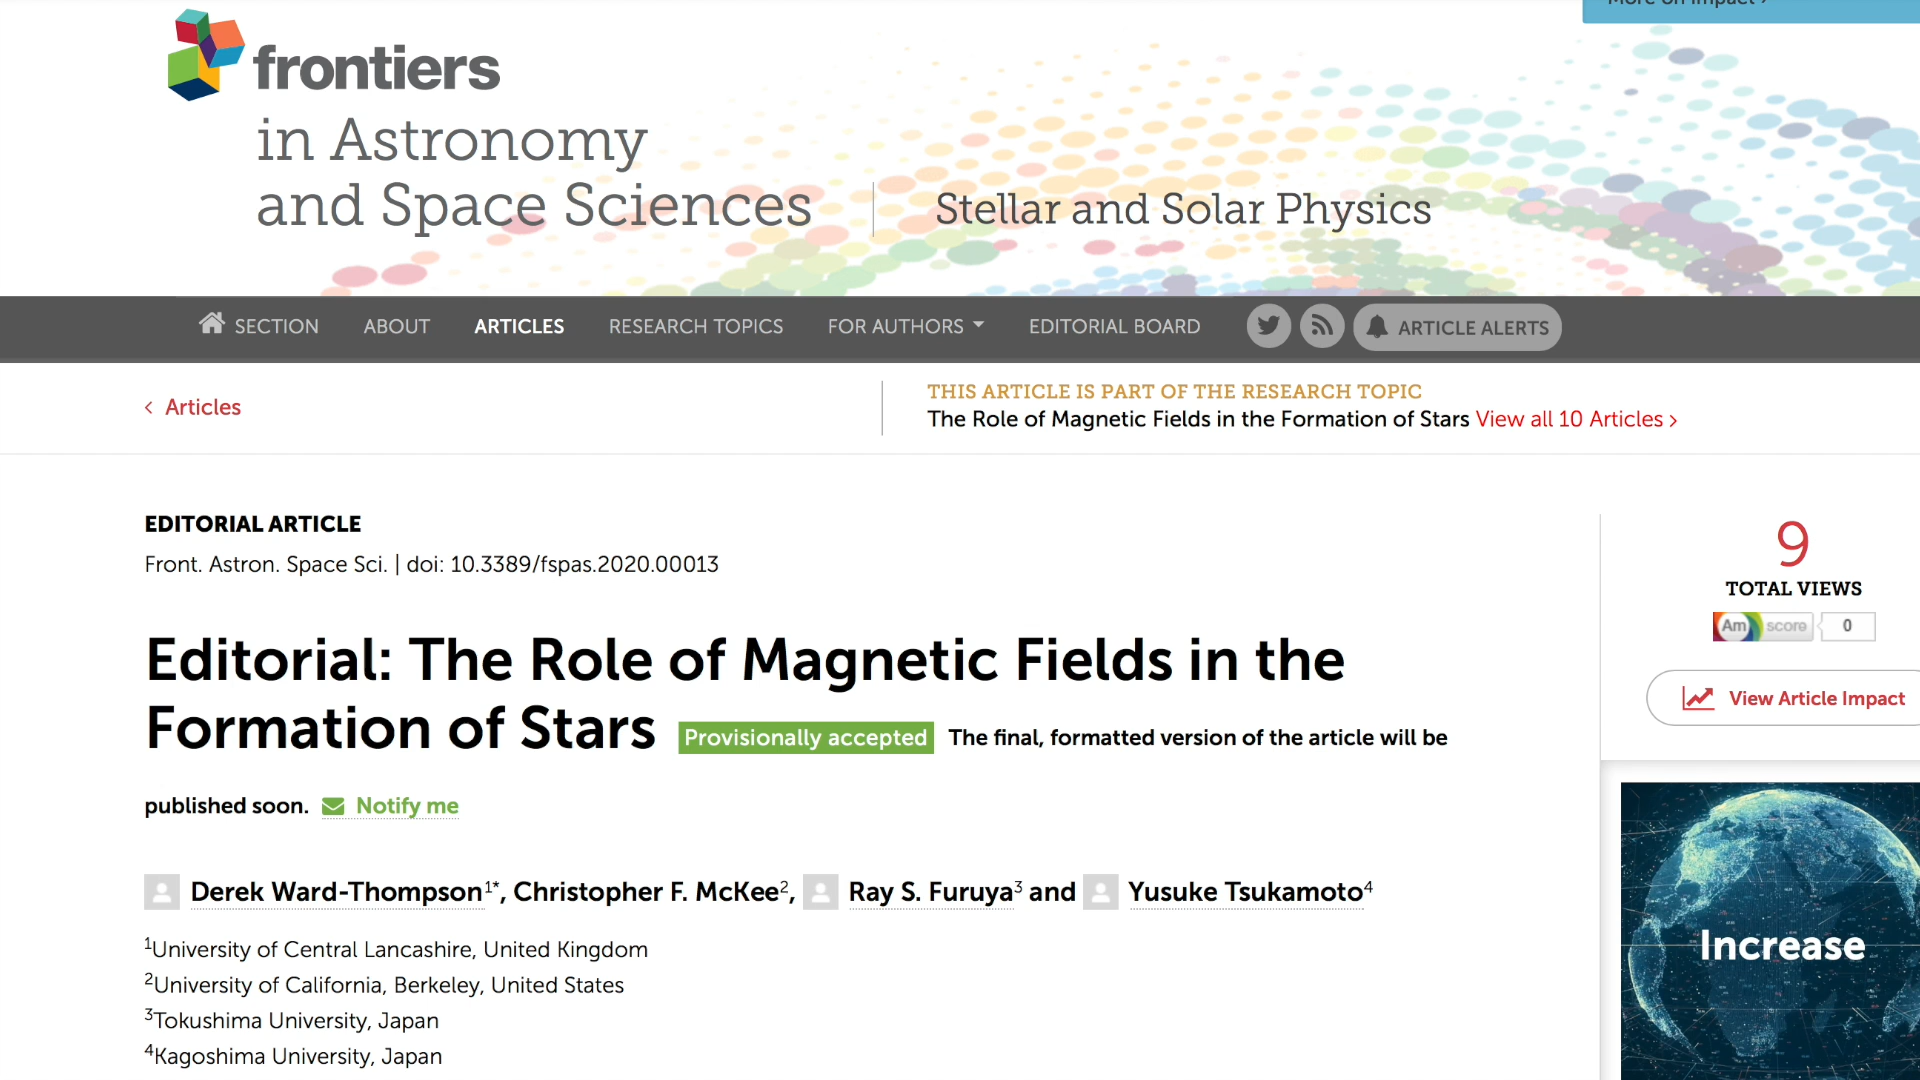 More on impact ›
frontiers
in Astronomy
and Space Sciences
Stellar and Solar Physics
SECTION ABOUT ARTICLES RESEARCH TOPICS FOR AUTHORS EDITORIAL BOARD ARTICLE ALERTS
‹ Articles
THIS ARTICLE IS PART OF THE RESEARCH TOPIC
The Role of Magnetic Fields in the Formation of Stars View all 10 Articles ›
EDITORIAL ARTICLE
Front. Astron. Space Sci. | doi: 10.3389/fspas.2020.00013
Editorial: The Role of Magnetic Fields in the
Formation of Stars Provisionally accepted The final, formatted version of the article will be
published soon. Notify me
Derek Ward-Thompson1*, Christopher F. McKee2, Ray S. Furuya3 and Yusuke Tsukamoto4
1University of Central Lancashire, United Kingdom
2University of California, Berkeley, United States
3Tokushima University, Japan
4Kagoshima University, Japan
9
TOTAL VIEWS
Am score 0
View Article Impact
Increase